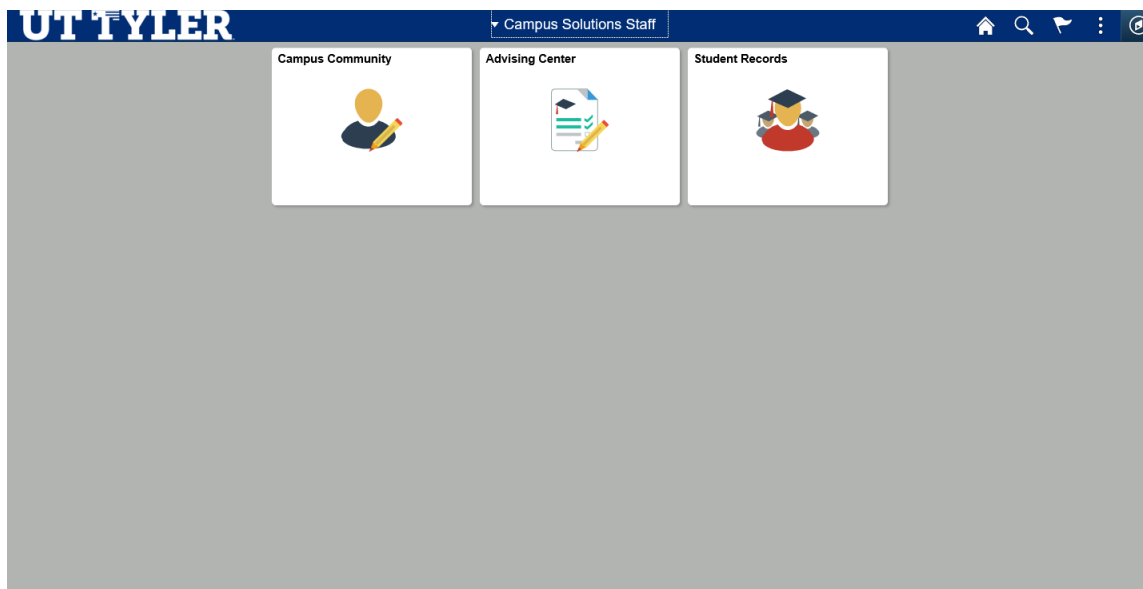 UT TYLER
Campus Solutions Staff
Campus Community
Advising Center
Student Records